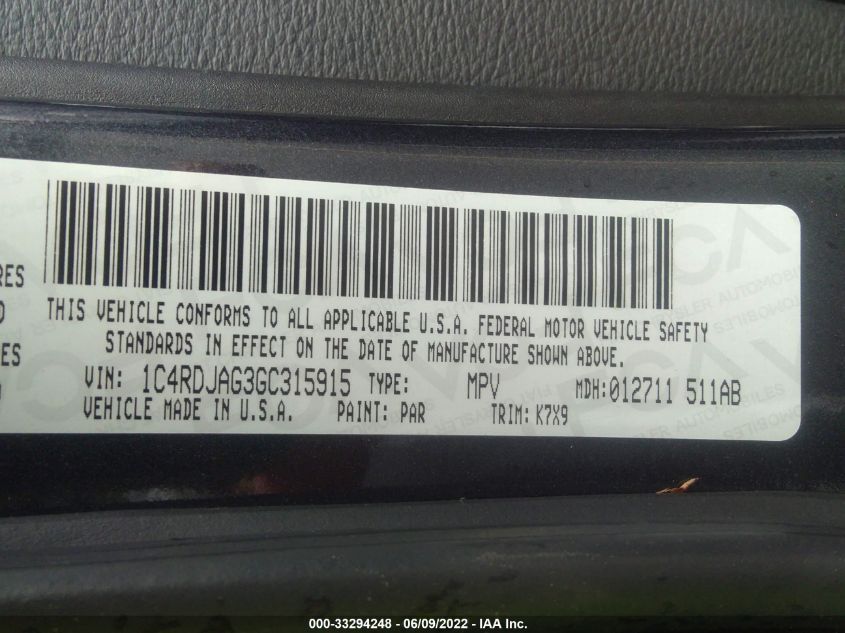 RES
THIS VEHICLE CONFORMS TO ALL APPLICABLE U.S.A. FEDERAL MOTOR VEHICLE SAFETY
STANDARDS IN EFFECT ON THE DATE OF MANUFACTURE SHOWN ABOVE.
ES
VIN: 1C4RDJAG3GC315915 TYPE: MPV MDH:012711 511AB
VEHICLE MADE IN U.S.A. PAINT: PAR TRIM: K7X9
000-33294248 - 06/09/2022 - IAA Inc.